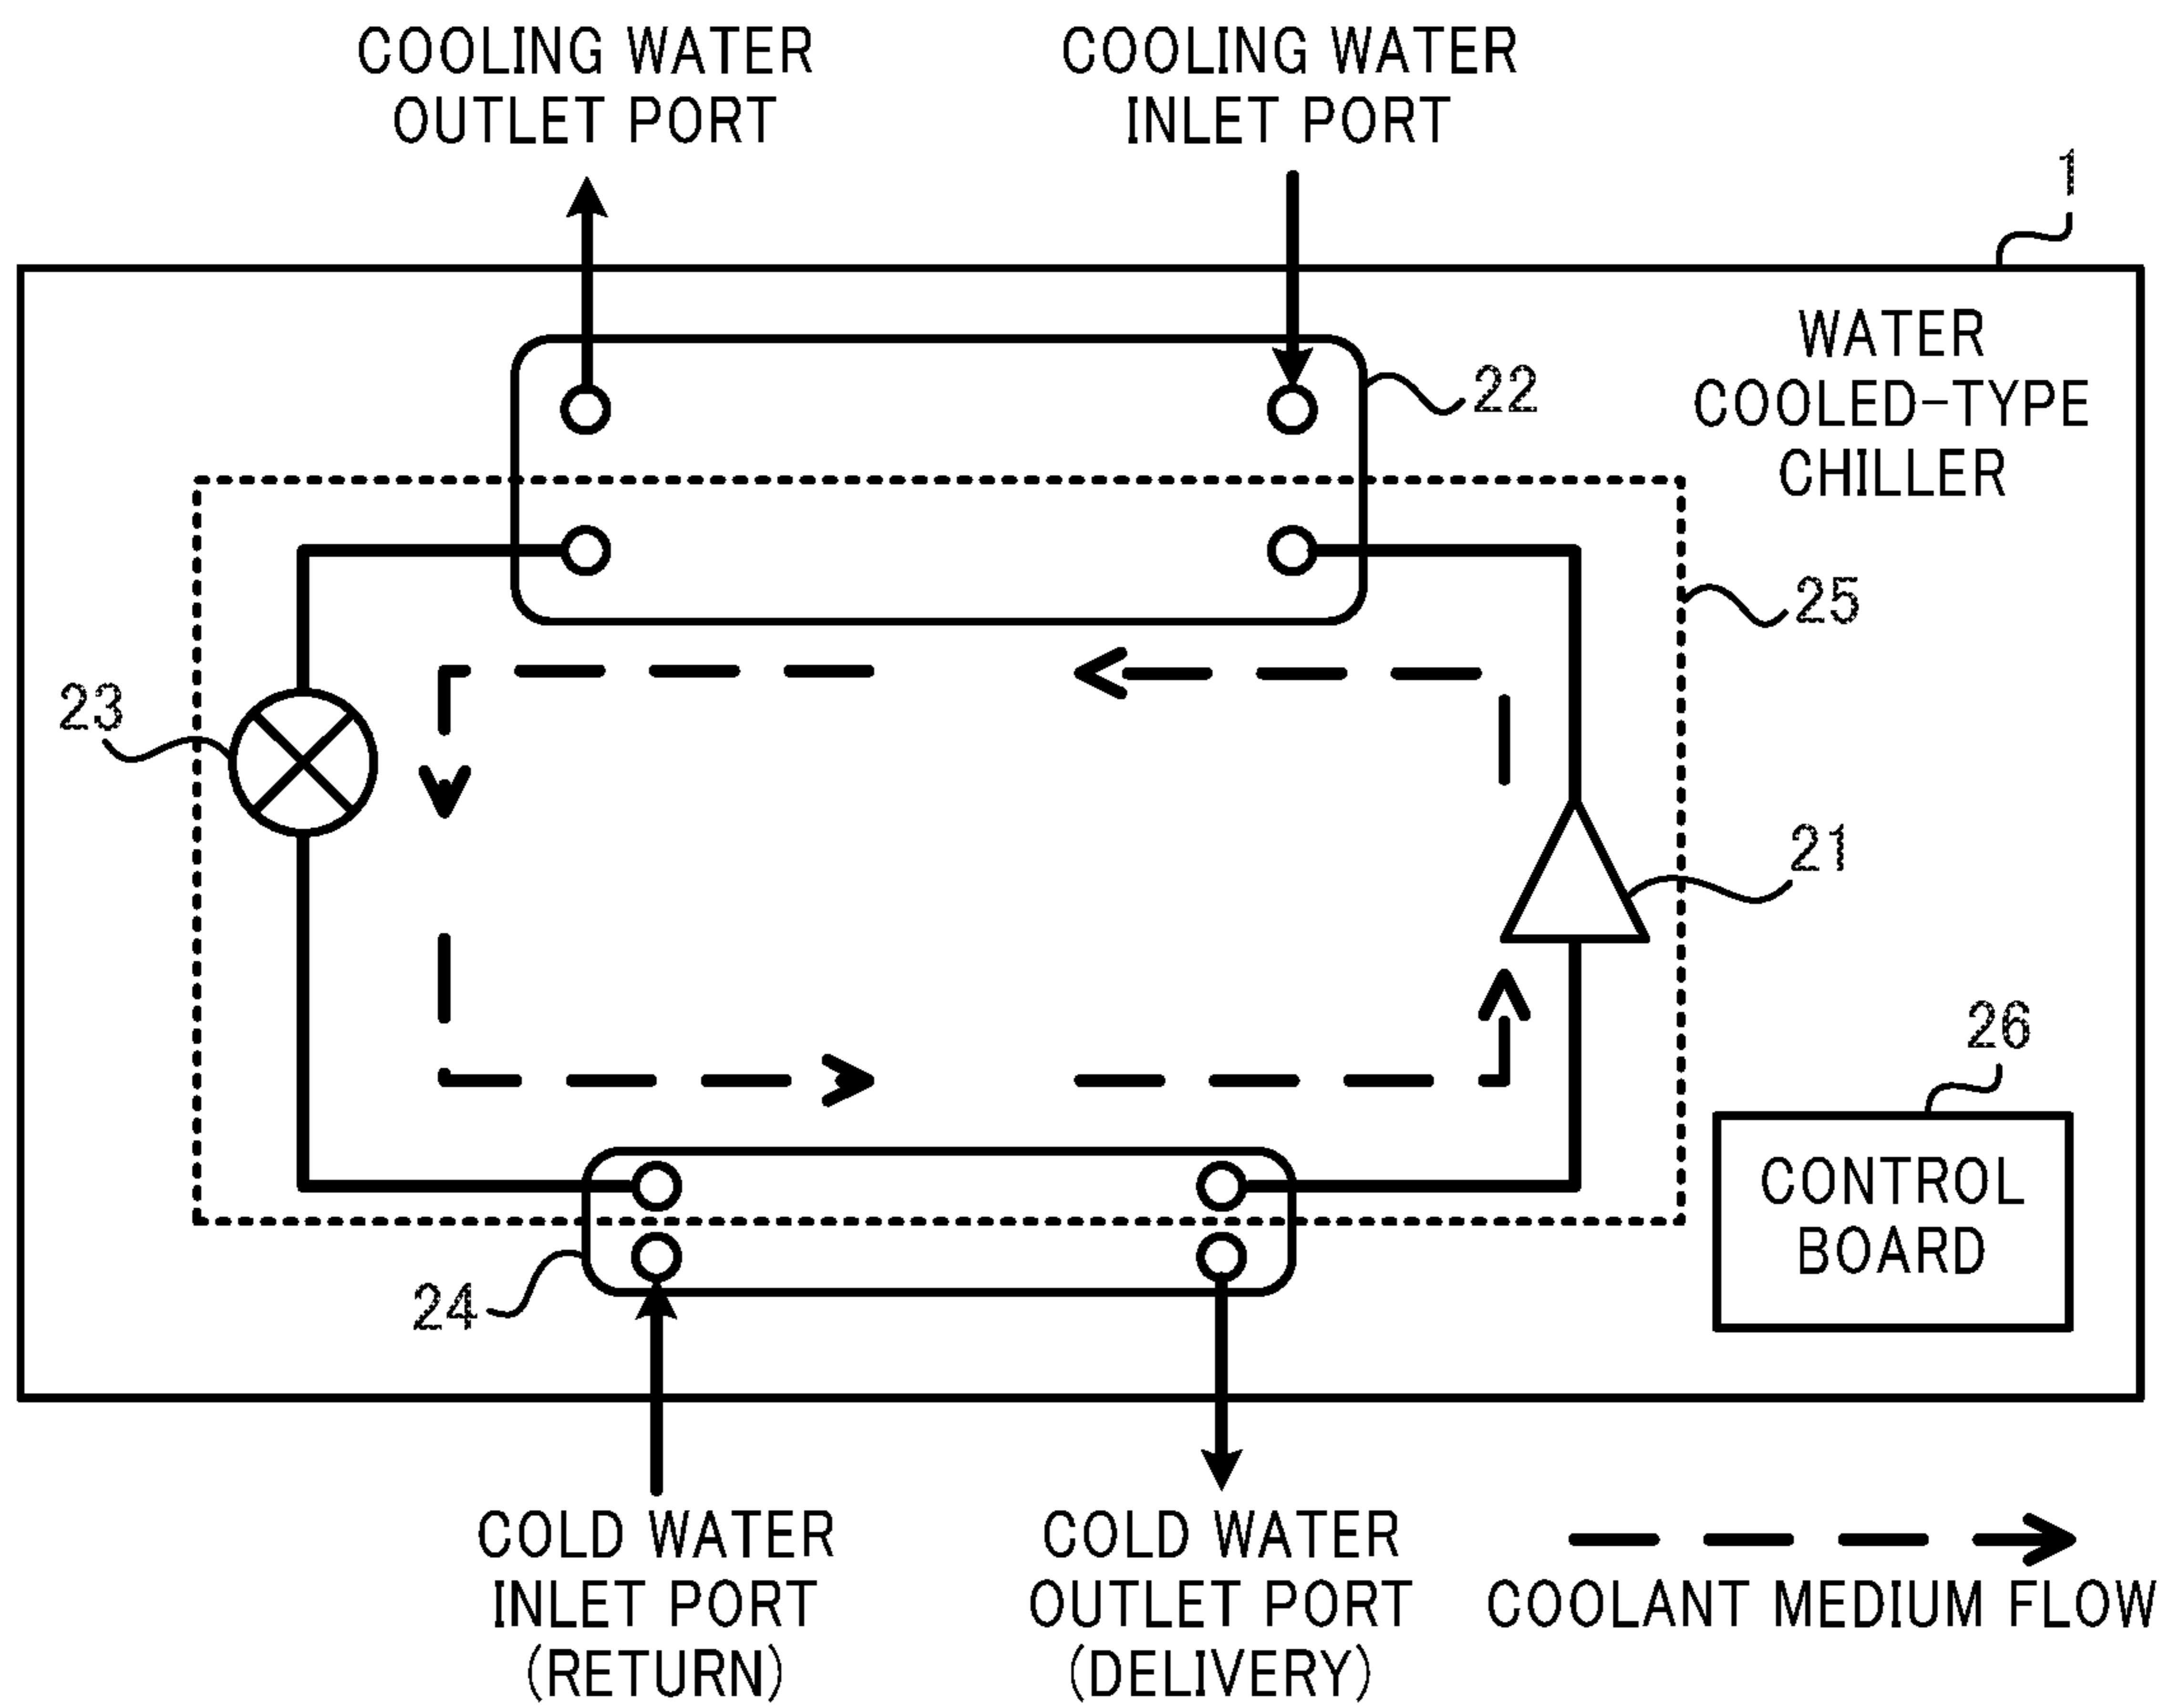 COOLING WATER
OUTLET PORT
COOLING WATER
INLET PORT
1
WATER
COOLED-TYPE
CHILLER
22
25
23
21
26
CONTROL
BOARD
24
COLD WATER
INLET PORT
(RETURN)
COLD WATER
OUTLET PORT
(DELIVERY)
COOLANT MEDIUM FLOW